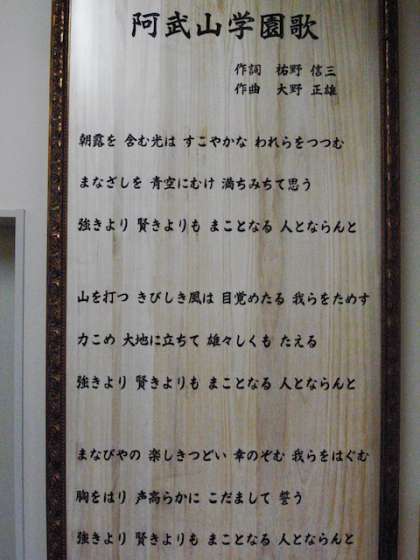 阿武山学園歌
作詞 祐野 信三
作曲 大野 正雄
朝露を 含む光は すこやかな われらをつつむ
まなざしを 青空にむけ 満ちみちて思う
強きより 賢きよりも まことなる 人とならんと
山を打つ きびしき風は 目覚めたる 我らをためす
力こめ 大地に立ちて 雄々しくも たえる
強きより 賢きよりも まことなる 人とならんと
まなびやの 楽しきつどい 幸のぞむ 我らをはぐむ
胸をはり 声高らかに こだまして 誓う
強きより 賢きよりも まことなる 人とならんと